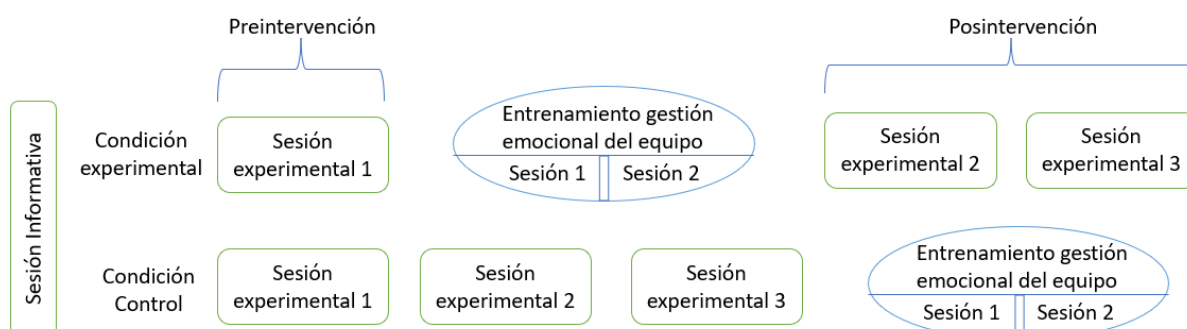 Preintervención
Posintervención
Sesión Informativa
Condición
experimental
Sesión
experimental 1
Entrenamiento gestión
emocional del equipo
Sesión 1
Sesión 2
Sesión
experimental 2
Sesión
experimental 3
Condición
Control
Sesión
experimental 1
Sesión
experimental 2
Sesión
experimental 3
Entrenamiento gestión
emocional del equipo
Sesión 1
Sesión 2